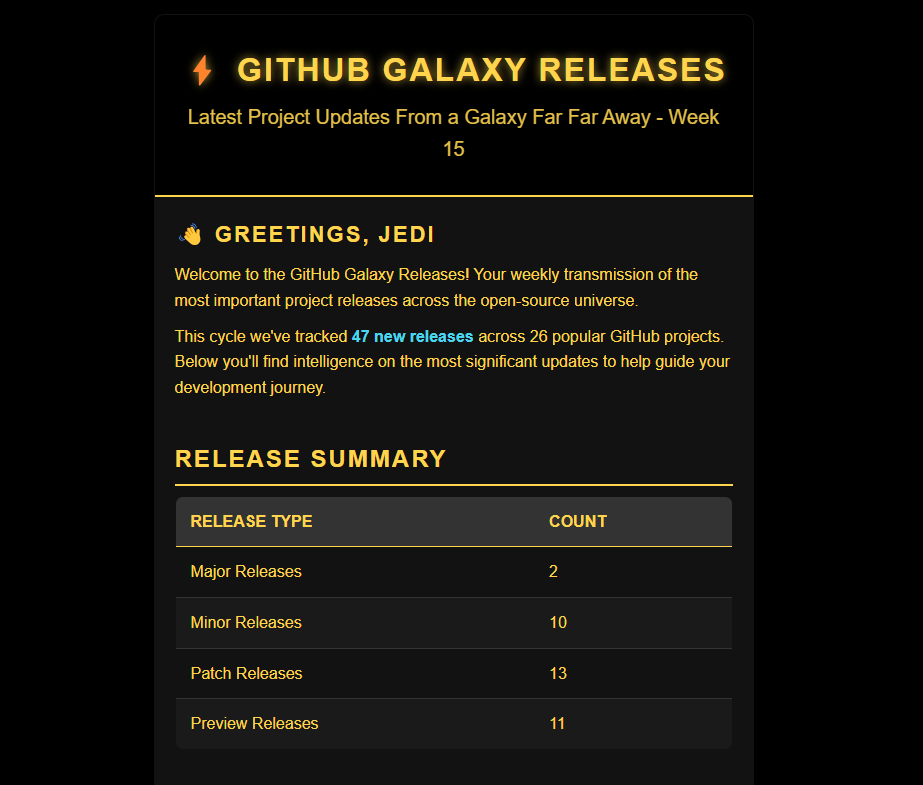 ⚡ GITHUB GALAXY RELEASES
Latest Project Updates From a Galaxy Far Far Away - Week
15
👋 GREETINGS, JEDI
Welcome to the GitHub Galaxy Releases! Your weekly transmission of the
most important project releases across the open-source universe.
This cycle we've tracked 47 new releases across 26 popular GitHub projects.
Below you'll find intelligence on the most significant updates to help guide your
development journey.
RELEASE SUMMARY
RELEASE TYPE COUNT
Major Releases 2
Minor Releases 10
Patch Releases 13
Preview Releases 11